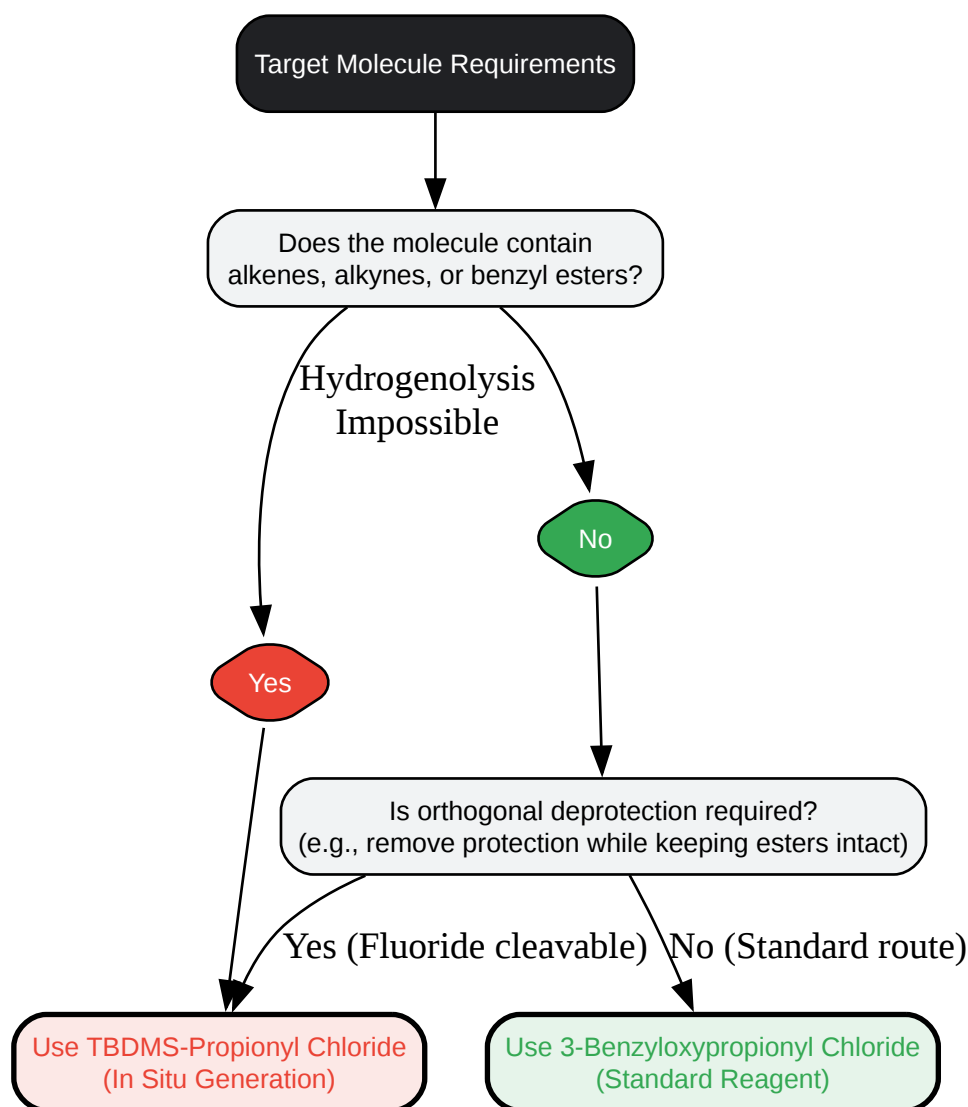 Target Molecule Requirements
Does the molecule contain
alkenes, alkynes, or benzyl esters?
Hydrogenolysis
Impossible
No
Yes
Is orthogonal deprotection required?
(e.g., remove protection while keeping esters intact)
Yes (Fluoride cleavable)
No (Standard route)
Use TBDMS-Propionyl Chloride
(In Situ Generation)
Use 3-Benzyloxypropionyl Chloride
(Standard Reagent)